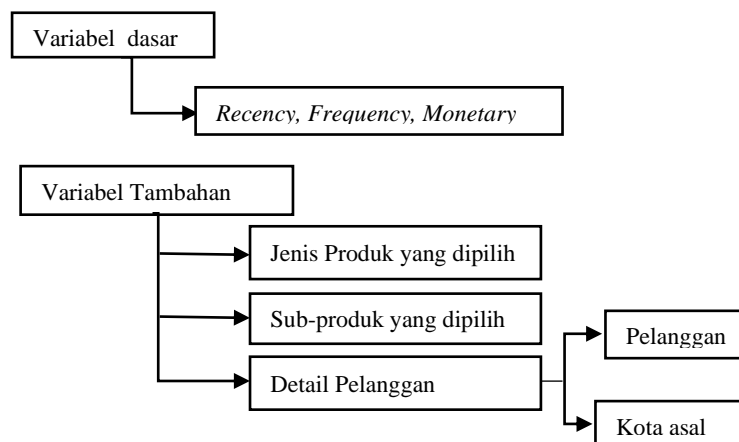 Variabel dasar
Recency, Frequency, Monetary
Variabel Tambahan
Jenis Produk yang dipilih
Sub-produk yang dipilih
Detail Pelanggan
Pelanggan
Kota asal